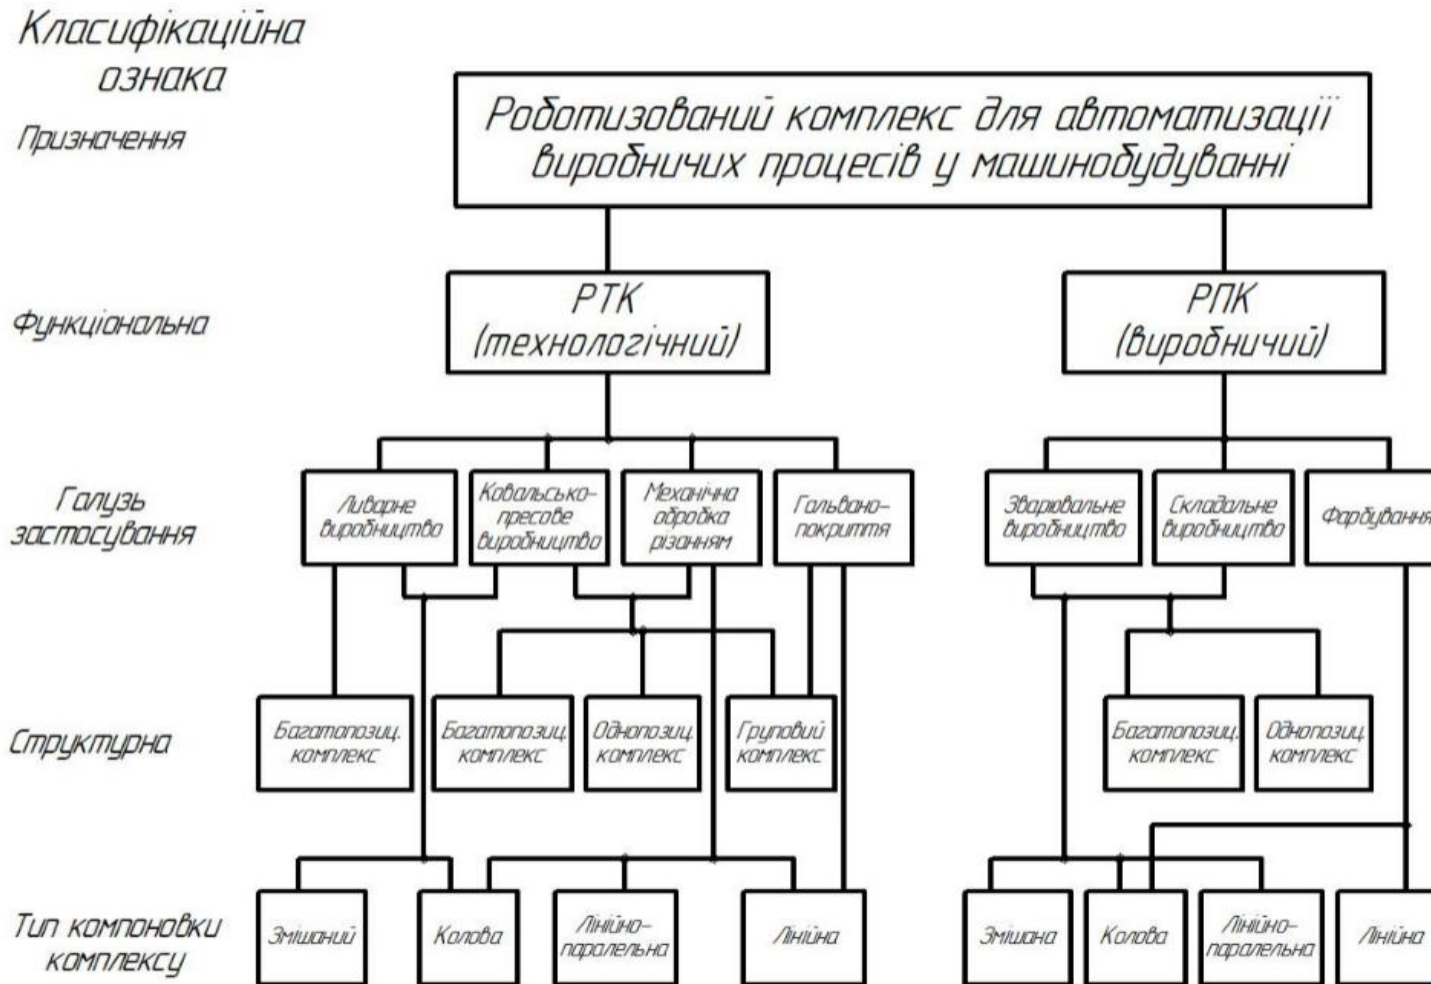 Класифікаційна
ознака
Призначення
Роботизований комплекс для автоматизації
виробничих процесів у машинобудуванні
Функціональна
РТК
(технологічний)
РПК
(виробничий)
Галузь
застосування
Ливарне
виробництво
Ковальсько-
пресове
виробництво
Механічна
обробка
різанням
Гальвано-
покриття
Зварювальне
виробництво
Складальне
виробництво
Фарбування
Структурна
Багатопозиц.
комплекс
Багатопозиц.
комплекс
Однопозиц.
комплекс
Груповий
комплекс
Багатопозиц.
комплекс
Однопозиц.
комплекс
Тип компоновки
комплексу
Змішаний
Колова
Лінійно-
паралельна
Лінійна
Змішана
Колова
Лінійно-
паралельна
Лінійна